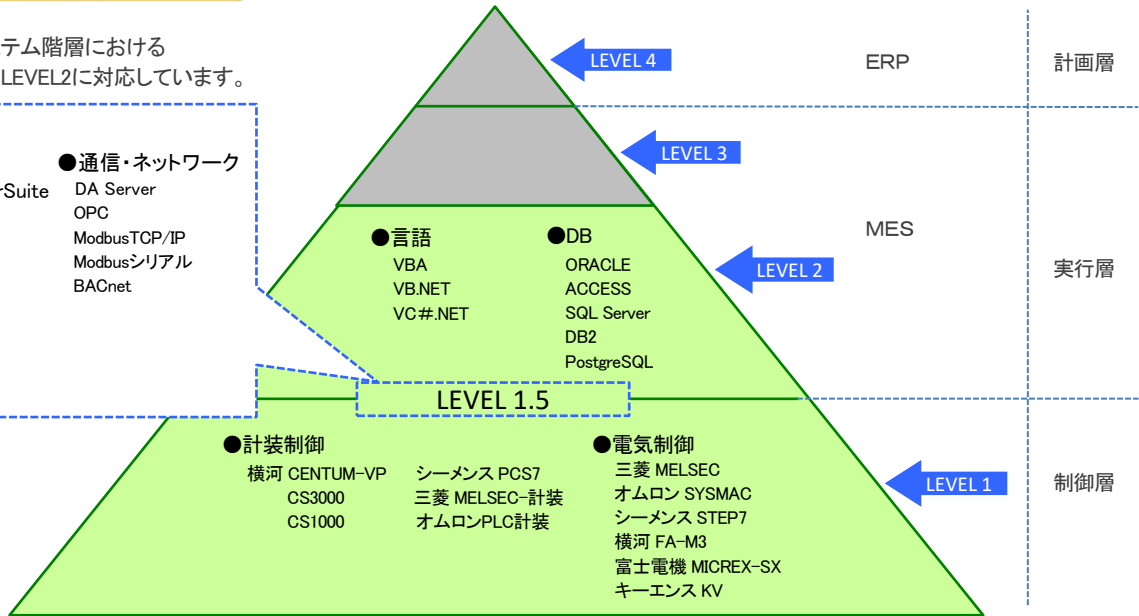 テム階層における
LEVEL2に対応しています。
●通信・ネットワーク
rSuite
DA Server
OPC
ModbusTCP/IP
Modbusシリアル
BACnet
LEVEL 4
ERP
計画層
LEVEL 3
MES
LEVEL 2
実行層
●言語
VBA
VB.NET
VC#.NET
●DB
ORACLE
ACCESS
SQL Server
DB2
PostgreSQL
LEVEL 1.5
●計装制御
横河 CENTUM-VP
CS3000
CS1000
シーメンス PCS7
三菱 MELSEC-計装
オムロンPLC計装
●電気制御
三菱 MELSEC
オムロン SYSMAC
シーメンス STEP7
横河 FA-M3
富士電機 MICREX-SX
キーエンス KV
LEVEL 1
制御層